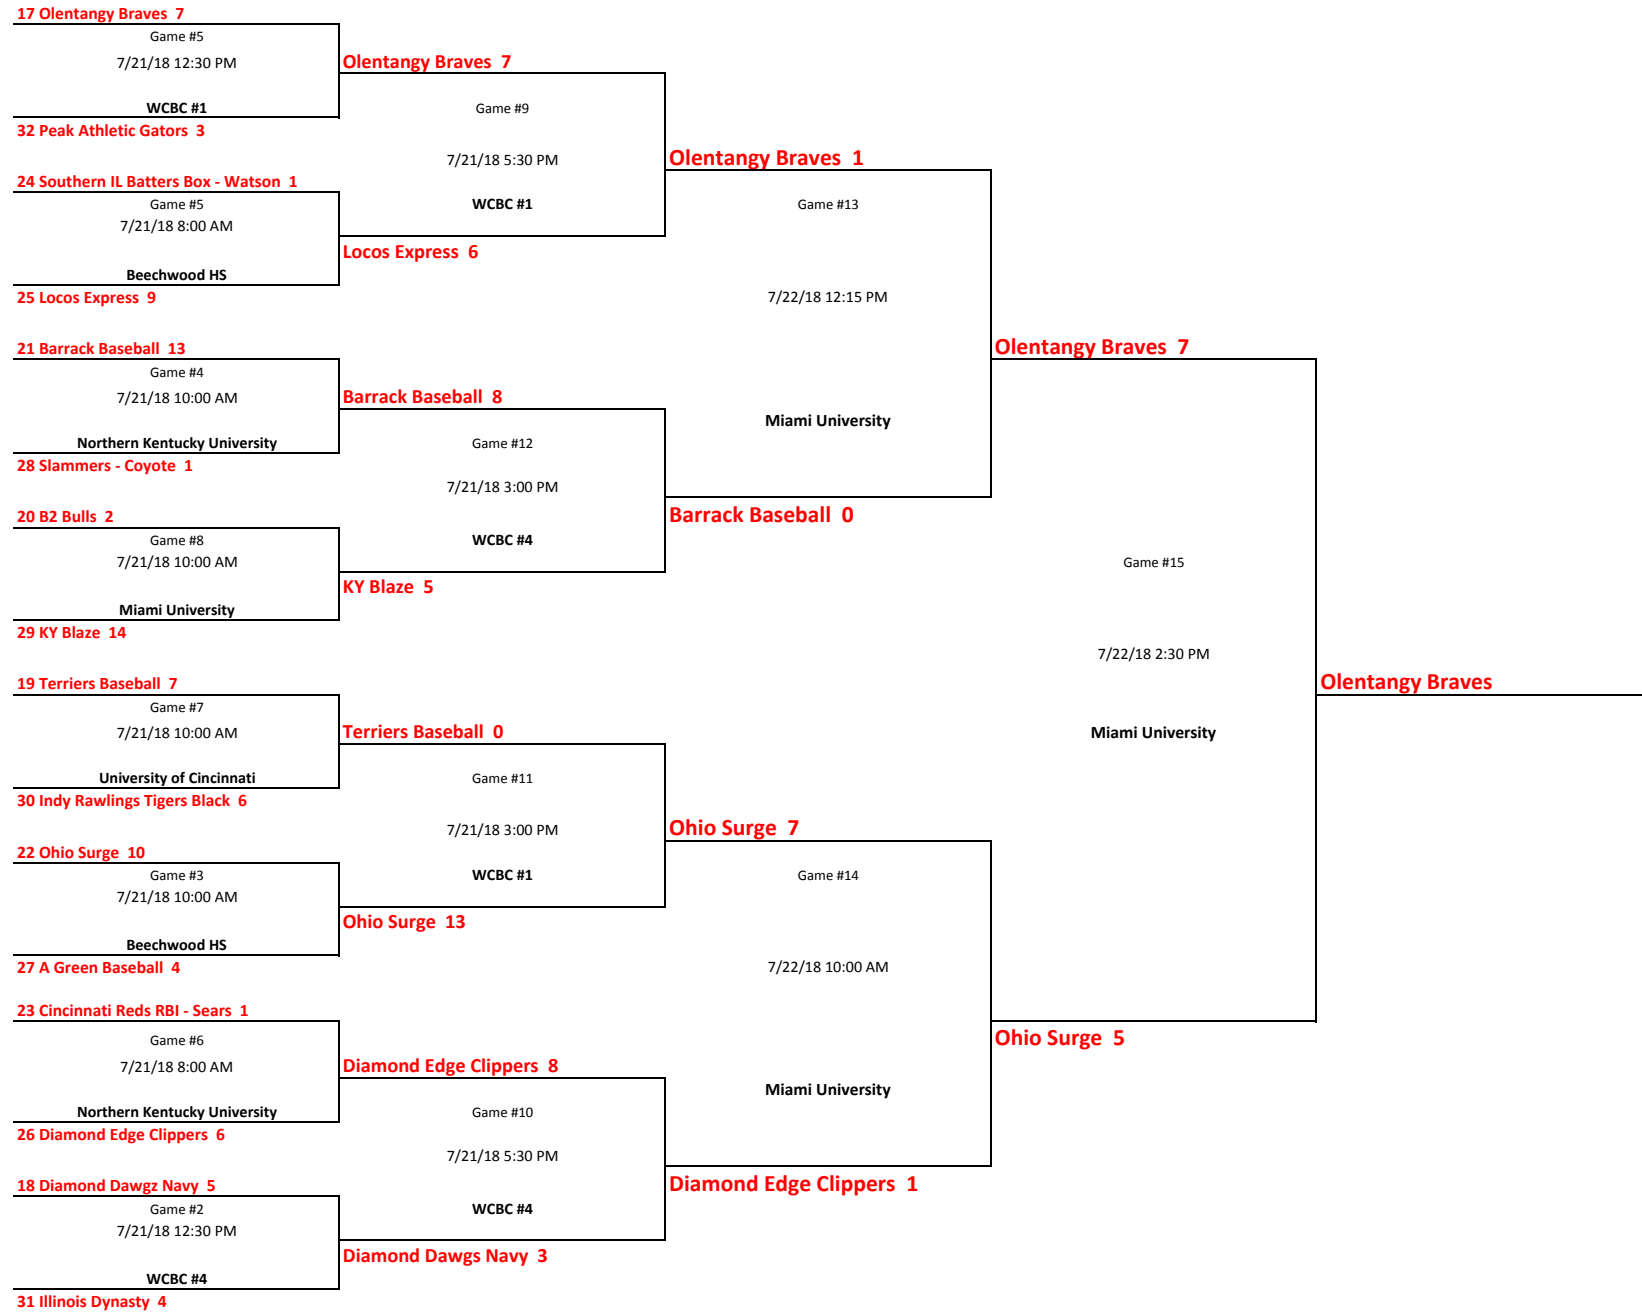 17 Olentangy Braves 7
Game #5
7/21/18 12:30 PM
WCBC #1
32 Peak Athletic Gators 3
24 Southern IL Batters Box - Watson 1
Game #5
7/21/18 8:00 AM
Beechwood HS
25 Locos Express 9
21 Barrack Baseball 13
Game #4
7/21/18 10:00 AM
Northern Kentucky University
28 Slammers - Coyote 1
20 B2 Bulls 2
Game #8
7/21/18 10:00 AM
Miami University
29 KY Blaze 14
19 Terriers Baseball 7
Game #7
7/21/18 10:00 AM
University of Cincinnati
30 Indy Rawlings Tigers Black 6
22 Ohio Surge 10
Game #3
7/21/18 10:00 AM
Beechwood HS
27 A Green Baseball 4
23 Cincinnati Reds RBI - Sears 1
Game #6
7/21/18 8:00 AM
Northern Kentucky University
26 Diamond Edge Clippers 6
18 Diamond Dawgz Navy 5
Game #2
7/21/18 12:30 PM
WCBC #4
31 Illinois Dynasty 4
Olentangy Braves 7
Game #9
7/21/18 5:30 PM
WCBC #1
Locos Express 6
Barrack Baseball 8
Game #12
7/21/18 3:00 PM
WCBC #4
KY Blaze 5
Terriers Baseball 0
Game #11
7/21/18 3:00 PM
WCBC #1
Ohio Surge 13
Diamond Edge Clippers 8
Game #10
7/21/18 5:30 PM
WCBC #4
Diamond Dawgs Navy 3
Olentangy Braves 1
Game #13
7/22/18 12:15 PM
Miami University
Barrack Baseball 0
Ohio Surge 7
Game #14
7/22/18 10:00 AM
Miami University
Diamond Edge Clippers 1
Olentangy Braves 7
Game #15
7/22/18 2:30 PM
Miami University
Ohio Surge 5
Olentangy Braves